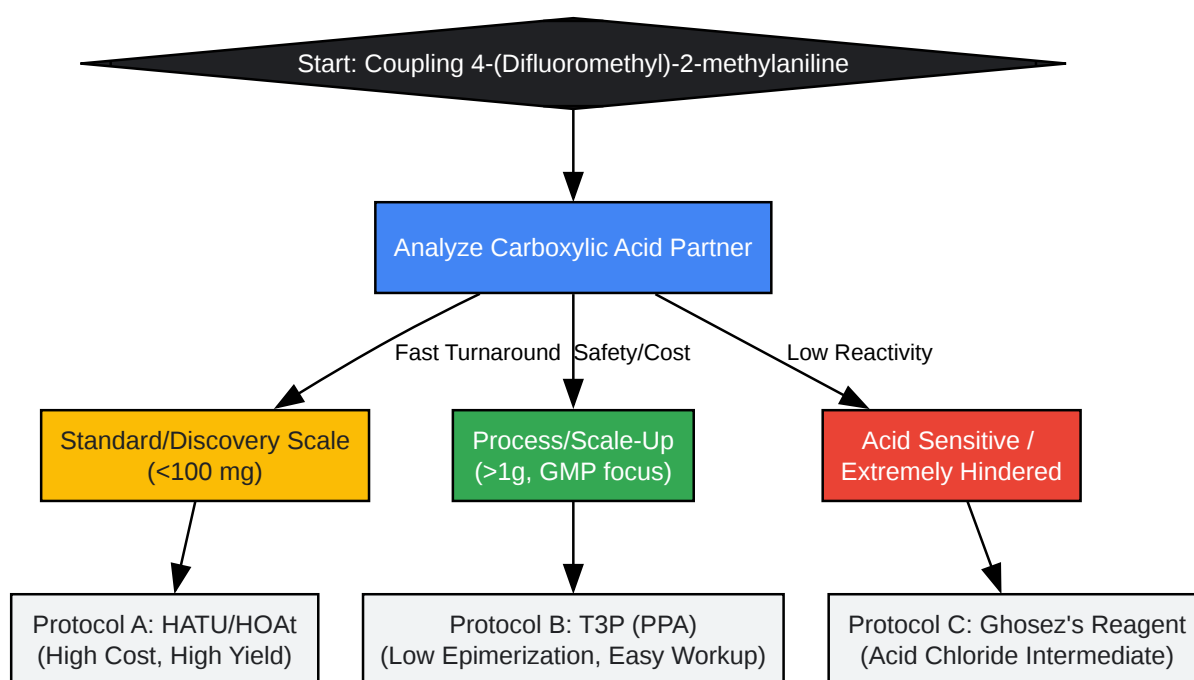 Start: Coupling 4-(Difluoromethyl)-2-methylaniline
Analyze Carboxylic Acid Partner
Fast Turnaround
Safety/Cost
Low Reactivity
Standard/Discovery Scale
(<100 mg)
Process/Scale-Up
(>1g, GMP focus)
Acid Sensitive /
Extremely Hindered
Protocol A: HATU/HOAt
(High Cost, High Yield)
Protocol B: T3P (PPA)
(Low Epimerization, Easy Workup)
Protocol C: Ghosez's Reagent
(Acid Chloride Intermediate)